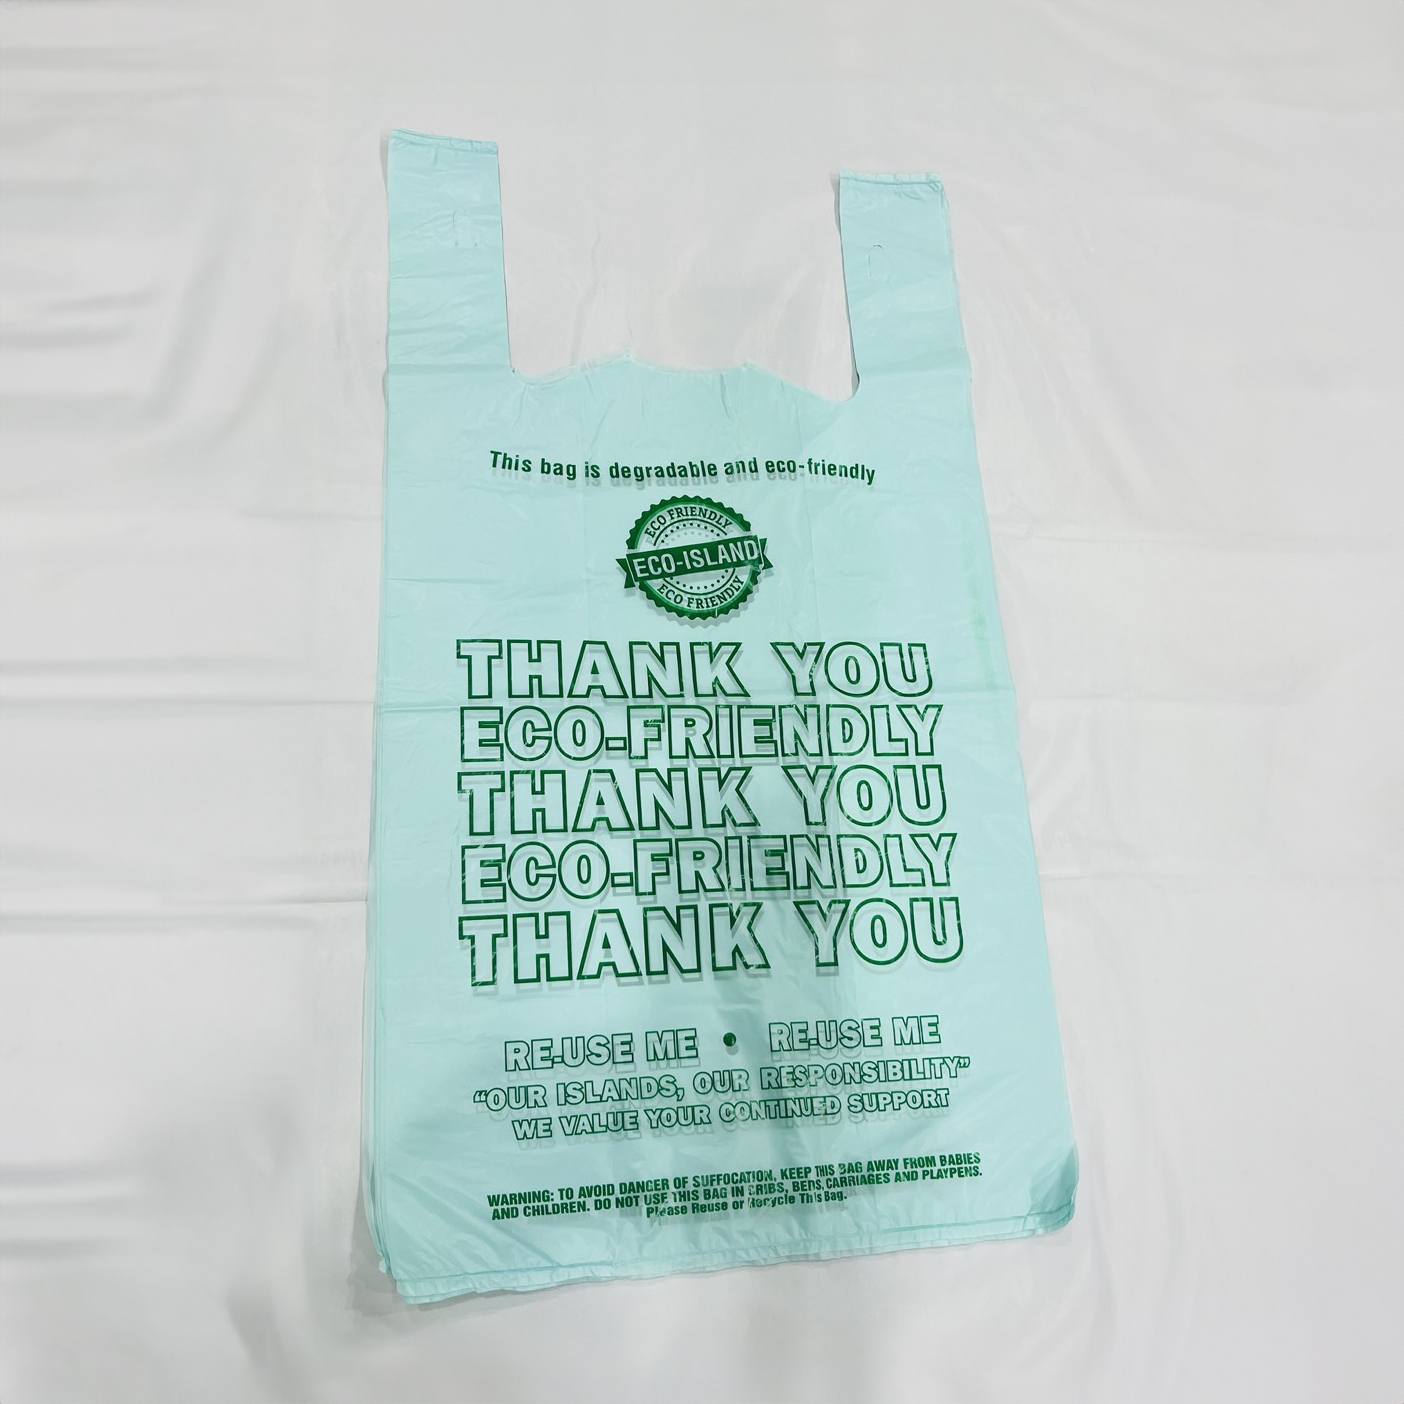 This bag is degradable and eco-friendly
ECO FRIENDLY
ECO-ISLAND
ECO FRIENDLY
THANK YOU
ECO-FRIENDLY
THANK YOU
ECO-FRIENDLY
THANK YOU
RE-USE ME • RE-USE ME
“OUR ISLANDS, OUR RESPONSIBILITY”
WE VALUE YOUR CONTINUED SUPPORT
WARNING: TO AVOID DANGER OF SUFFOCATION, KEEP THIS BAG AWAY FROM BABIES
AND CHILDREN. DO NOT USE THIS BAG IN CRIBS, BEDS, CARRIAGES AND PLAYPENS.
Please Reuse or Recycle This Bag.